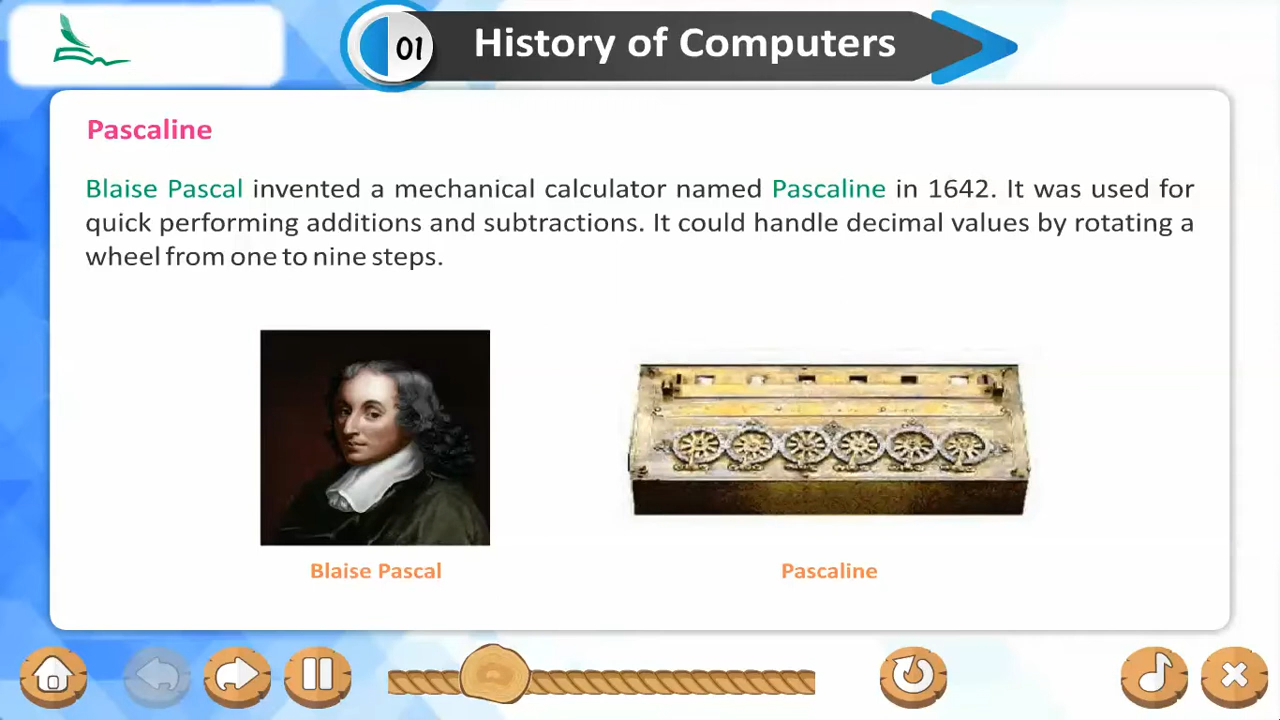 01
History of Computers
Pascaline
Blaise Pascal invented a mechanical calculator named Pascaline in 1642. It was used for
quick performing additions and subtractions. It could handle decimal values by rotating a
wheel from one to nine steps.
Blaise Pascal
Pascaline